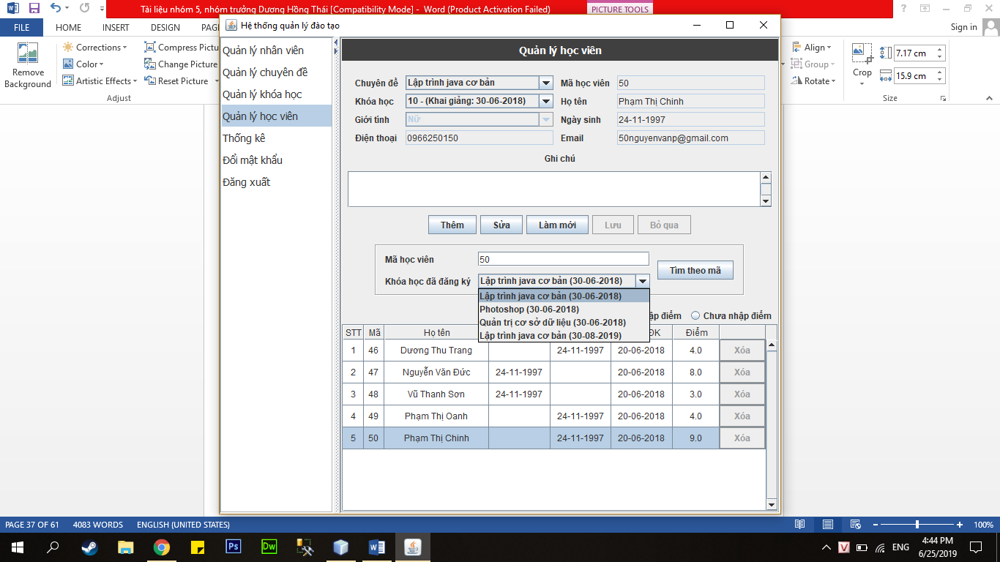 Tài liệu nhóm 5, nhóm trưởng Dương Hồng Thái [Compatibility Mode] - Word (Product Activation Failed)
PICTURE TOOLS
FILE HOME INSERT DESIGN
Sign in
Corrections
Color
Artistic Effects
Compress
Change Picture
Reset Picture
Remove
Background
Adjust
Align
Group
Rotate
Crop
7.17 cm
15.9 cm
Size
Hệ thống quản lý đào tạo
Quản lý nhân viên
Quản lý chuyên đề
Quản lý khóa học
Quản lý học viên
Thống kê
Đổi mật khẩu
Đăng xuất
Quản lý học viên
Chuyên đề Lập trình java cơ bản Mã học viên 50
Khóa học 10 - (Khai giảng: 30-06-2018) Họ tên Phạm Thị Chinh
Giới tính Nữ Ngày sinh 24-11-1997
Điện thoại 0966250150 Email 50nguyenvanp@gmail.com
Ghi chú
Thêm Sửa Làm mới Lưu Bỏ qua
Mã học viên 50
Khóa học đã đăng ký Lập trình java cơ bản (30-06-2018)
Tìm theo mã
Lập trình java cơ bản (30-06-2018)
Photoshop (30-06-2018)
Quản trị cơ sở dữ liệu (30-06-2018)
Lập trình java cơ bản (30-08-2019)
điểm Chưa nhập điểm
STT Mã Họ tên ĐK Điểm
1 46 Dương Thu Trang 24-11-1997 20-06-2018 4.0 Xóa
2 47 Nguyễn Văn Đức 24-11-1997 20-06-2018 8.0 Xóa
3 48 Vũ Thanh Sơn 24-11-1997 20-06-2018 3.0 Xóa
4 49 Phạm Thị Oanh 24-11-1997 20-06-2018 4.0 Xóa
5 50 Phạm Thị Chinh 24-11-1997 20-06-2018 9.0 Xóa
PAGE 37 OF 61 4083 WORDS ENGLISH (UNITED STATES)
100%
ENG
4:44 PM
6/25/2019